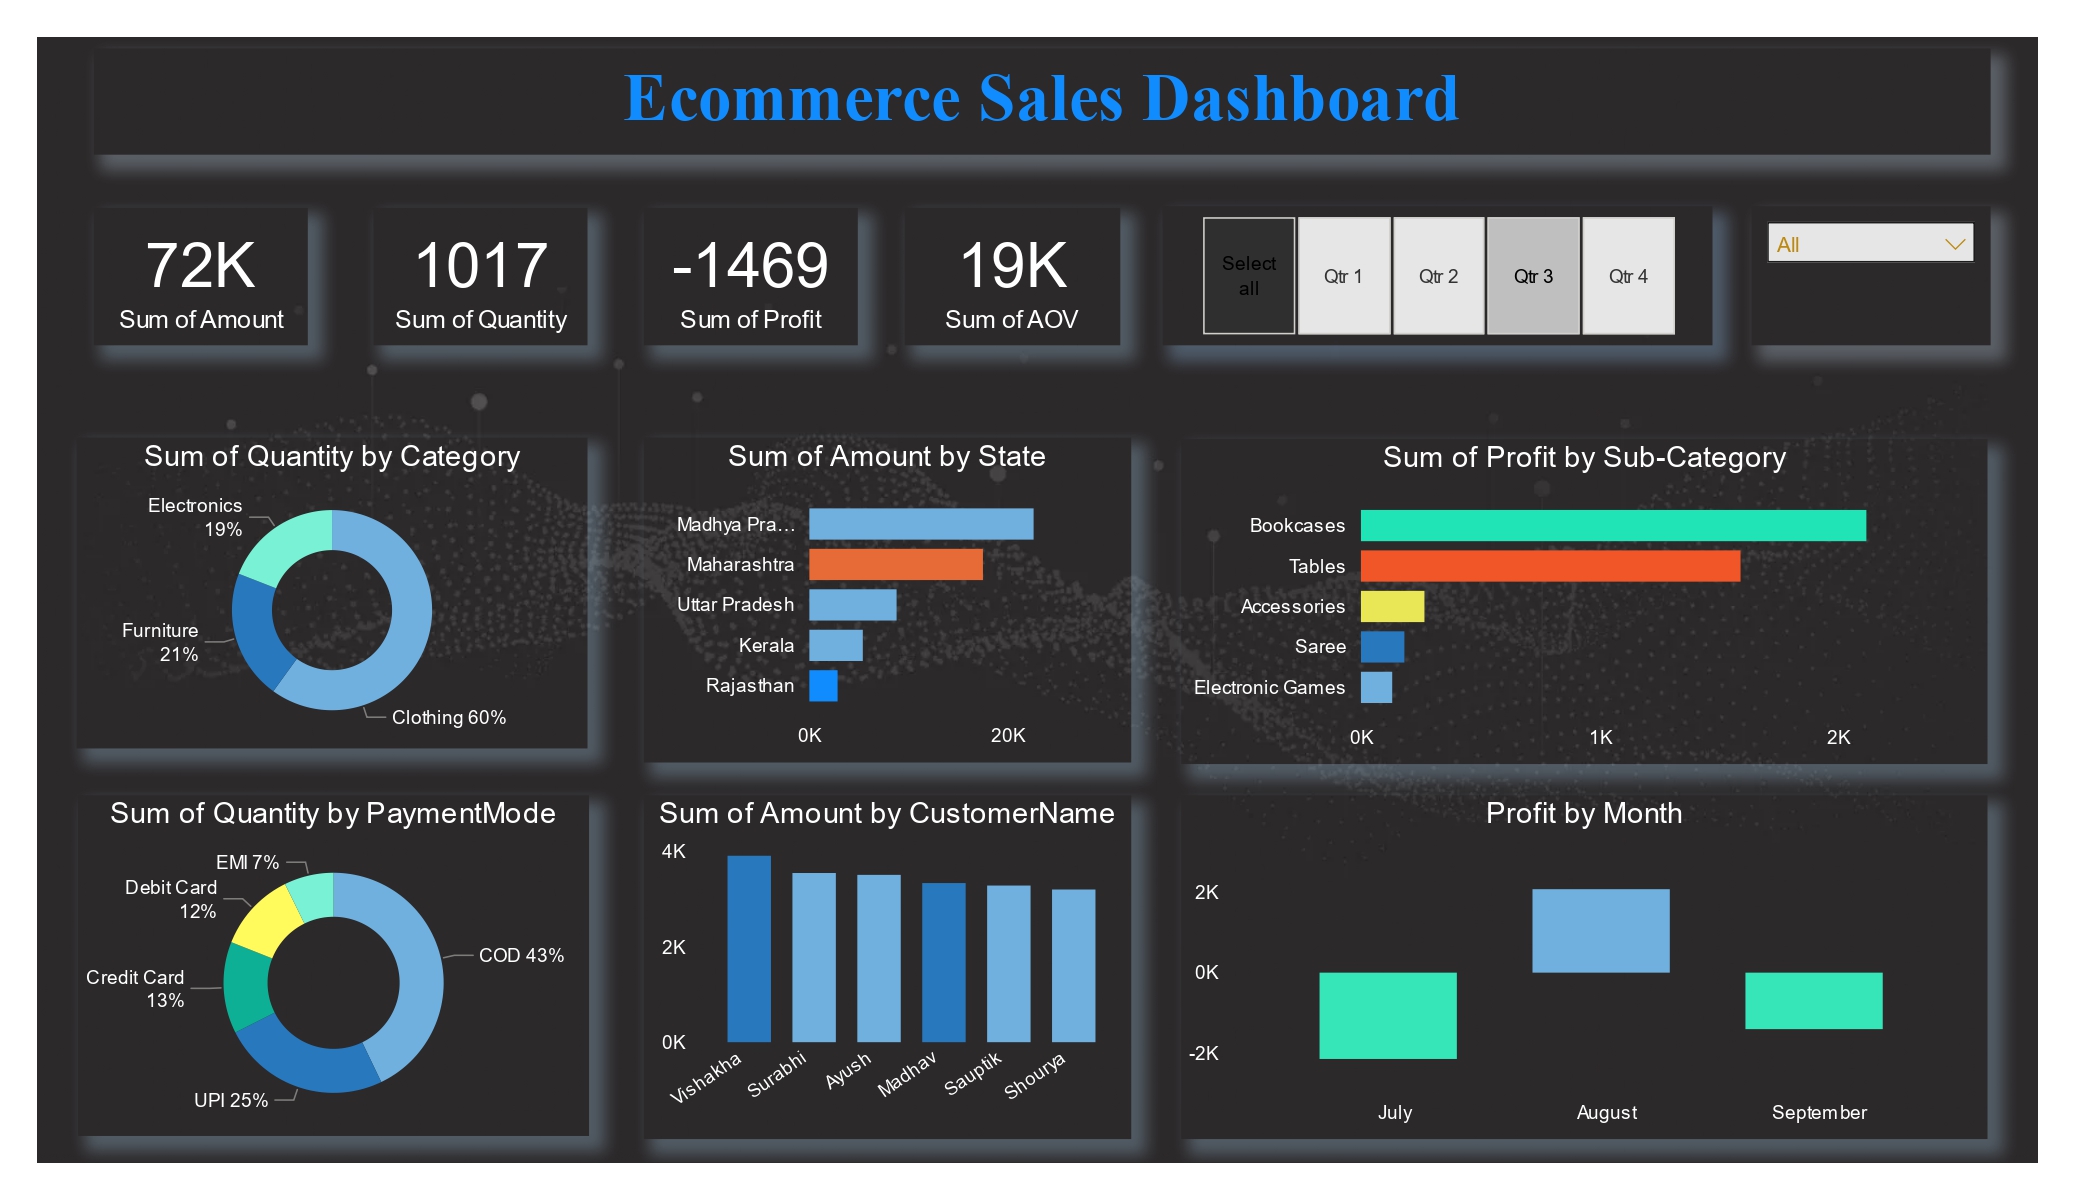 Ecommerce Sales Dashboard
72K
Sum of Amount
1017
Sum of Quantity
-1469
Sum of Profit
19K
Sum of AOV
Select
all
Qtr 1
Qtr 2
Qtr 3
Qtr 4
All
Sum of Quantity by Category
Electronics
19%
Furniture
21%
Clothing 60%
Sum of Amount by State
Madhya Pra…
Maharashtra
Uttar Pradesh
Kerala
Rajasthan
0K
20K
Sum of Profit by Sub-Category
Bookcases
Tables
Accessories
Saree
Electronic Games
0K
1K
2K
Sum of Quantity by PaymentMode
EMI 7%
Debit Card
12%
COD 43%
Credit Card
13%
UPI 25%
Sum of Amount by CustomerName
4K
2K
0K
Vishakha
Surabhi
Ayush
Madhav
Sauptik
Shourya
Profit by Month
2K
0K
-2K
July
August
September